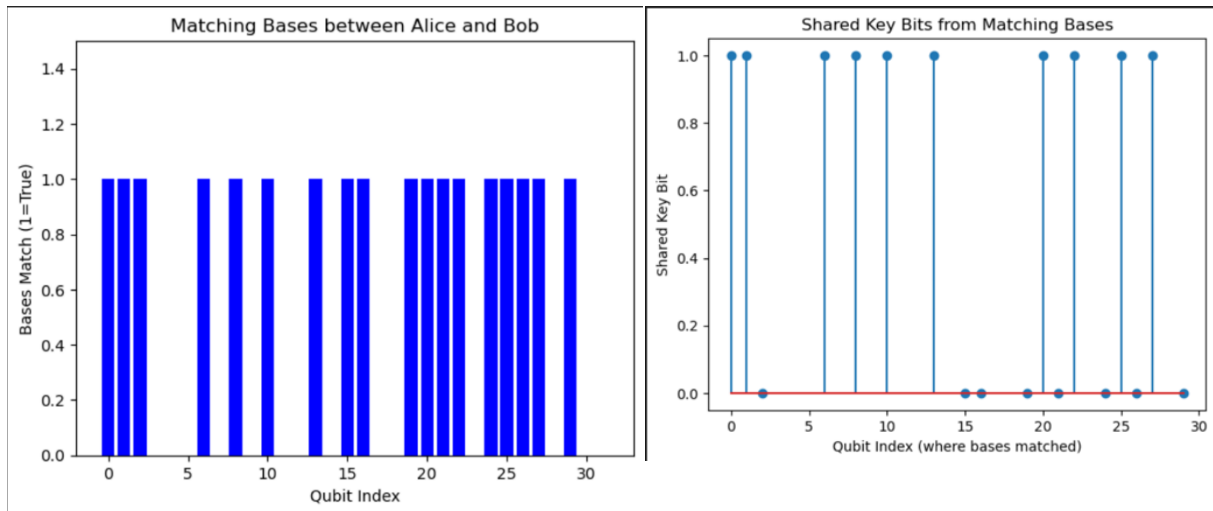 Matching Bases between Alice and Bob
Bases Match (1=True)
1.4
1.2
1.0
0.8
0.6
0.4
0.2
0.0
0 5 10 15 20 25 30
Qubit Index
Shared Key Bits from Matching Bases
Shared Key Bit
1.0
0.8
0.6
0.4
0.2
0.0
0 5 10 15 20 25 30
Qubit Index (where bases matched)